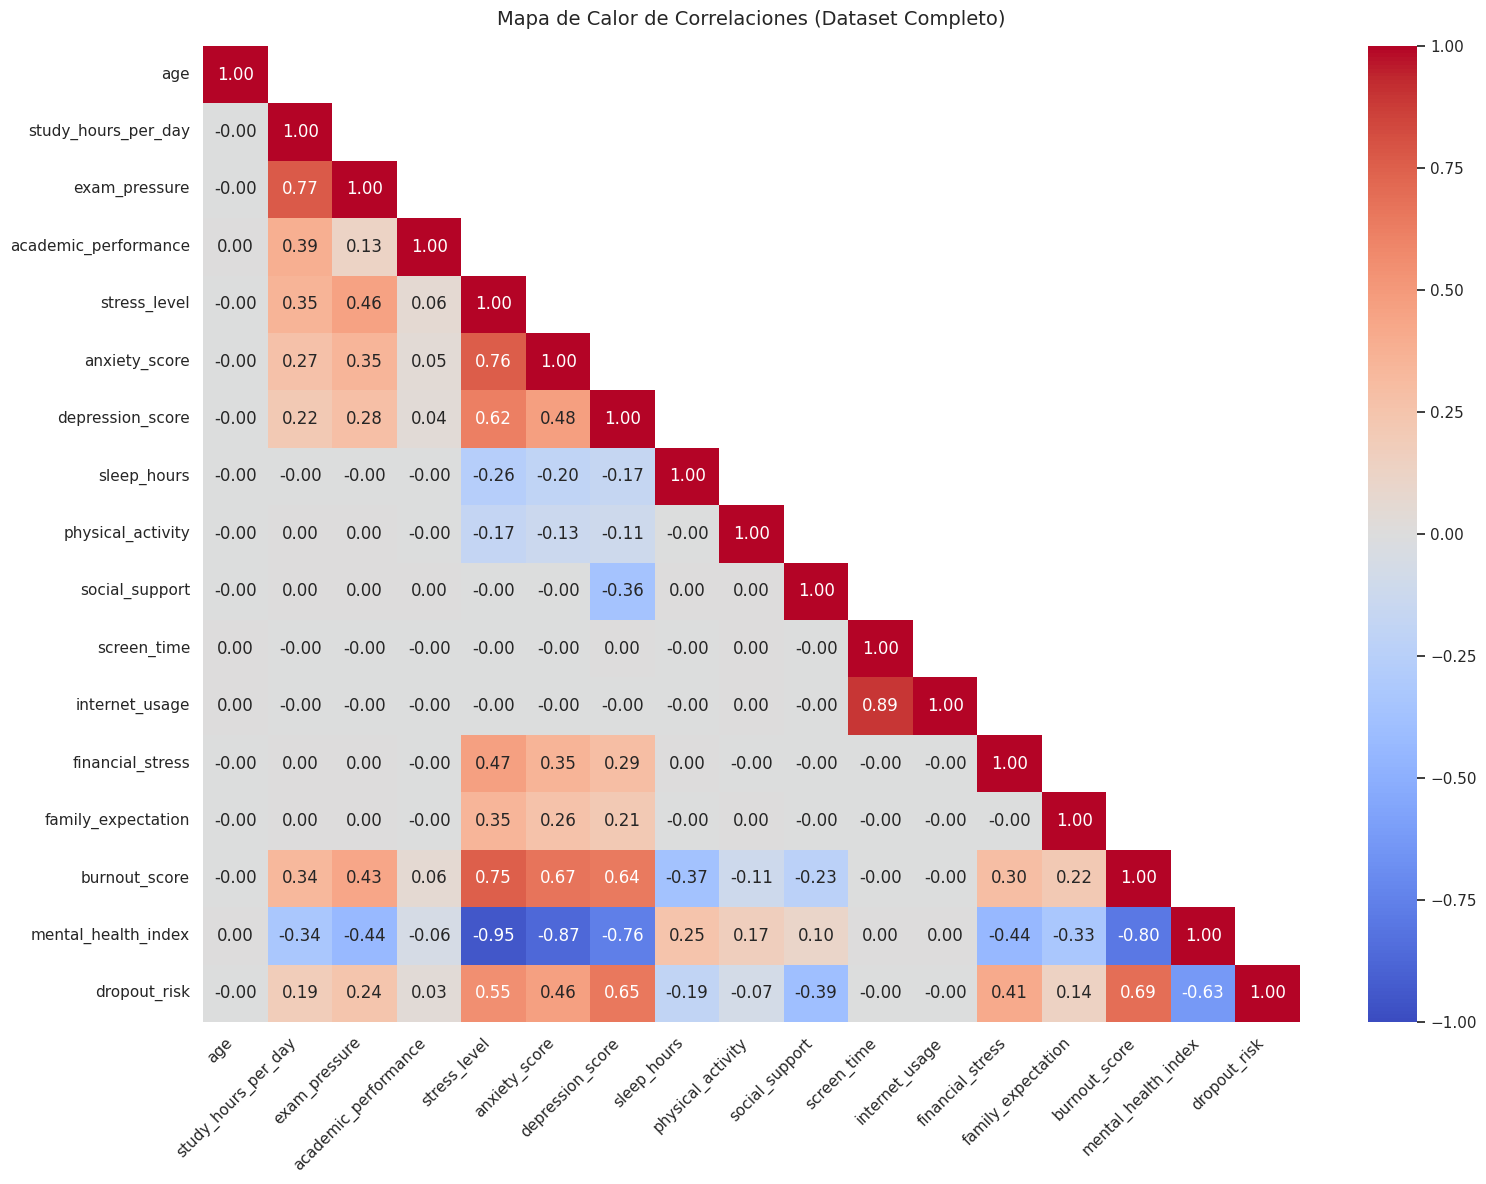 Mapa de Calor de Correlaciones (Dataset Completo)
age 1.00
study_hours_per_day -0.00 1.00
exam_pressure -0.00 0.77 1.00
academic_performance 0.00 0.39 0.13 1.00
stress_level -0.00 0.35 0.46 0.06 1.00
anxiety_score -0.00 0.27 0.35 0.05 0.76 1.00
depression_score -0.00 0.22 0.28 0.04 0.62 0.48 1.00
sleep_hours -0.00 -0.00 -0.00 -0.00 -0.26 -0.20 -0.17 1.00
physical_activity -0.00 0.00 0.00 -0.00 -0.17 -0.13 -0.11 -0.00 1.00
social_support -0.00 0.00 0.00 0.00 -0.00 -0.00 -0.36 0.00 0.00 1.00
screen_time 0.00 -0.00 -0.00 -0.00 -0.00 -0.00 0.00 -0.00 0.00 -0.00 1.00
internet_usage 0.00 -0.00 -0.00 -0.00 -0.00 -0.00 -0.00 -0.00 0.00 -0.00 0.89 1.00
financial_stress -0.00 0.00 0.00 -0.00 0.47 0.35 0.29 0.00 -0.00 -0.00 -0.00 -0.00 1.00
family_expectation -0.00 0.00 0.00 -0.00 0.35 0.26 0.21 -0.00 0.00 -0.00 -0.00 -0.00 -0.00 1.00
burnout_score -0.00 0.34 0.43 0.06 0.75 0.67 0.64 -0.37 -0.11 -0.23 -0.00 -0.00 0.30 0.22 1.00
mental_health_index 0.00 -0.34 -0.44 -0.06 -0.95 -0.87 -0.76 0.25 0.17 0.10 0.00 0.00 -0.44 -0.33 -0.80 1.00
dropout_risk -0.00 0.19 0.24 0.03 0.55 0.46 0.65 -0.19 -0.07 -0.39 -0.00 -0.00 0.41 0.14 0.69 -0.63 1.00
age
study_hours_per_day
exam_pressure
academic_performance
stress_level
anxiety_score
depression_score
sleep_hours
physical_activity
social_support
screen_time
internet_usage
financial_stress
family_expectation
burnout_score
mental_health_index
dropout_risk
1.00
0.75
0.50
0.25
0.00
−0.25
−0.50
−0.75
−1.00